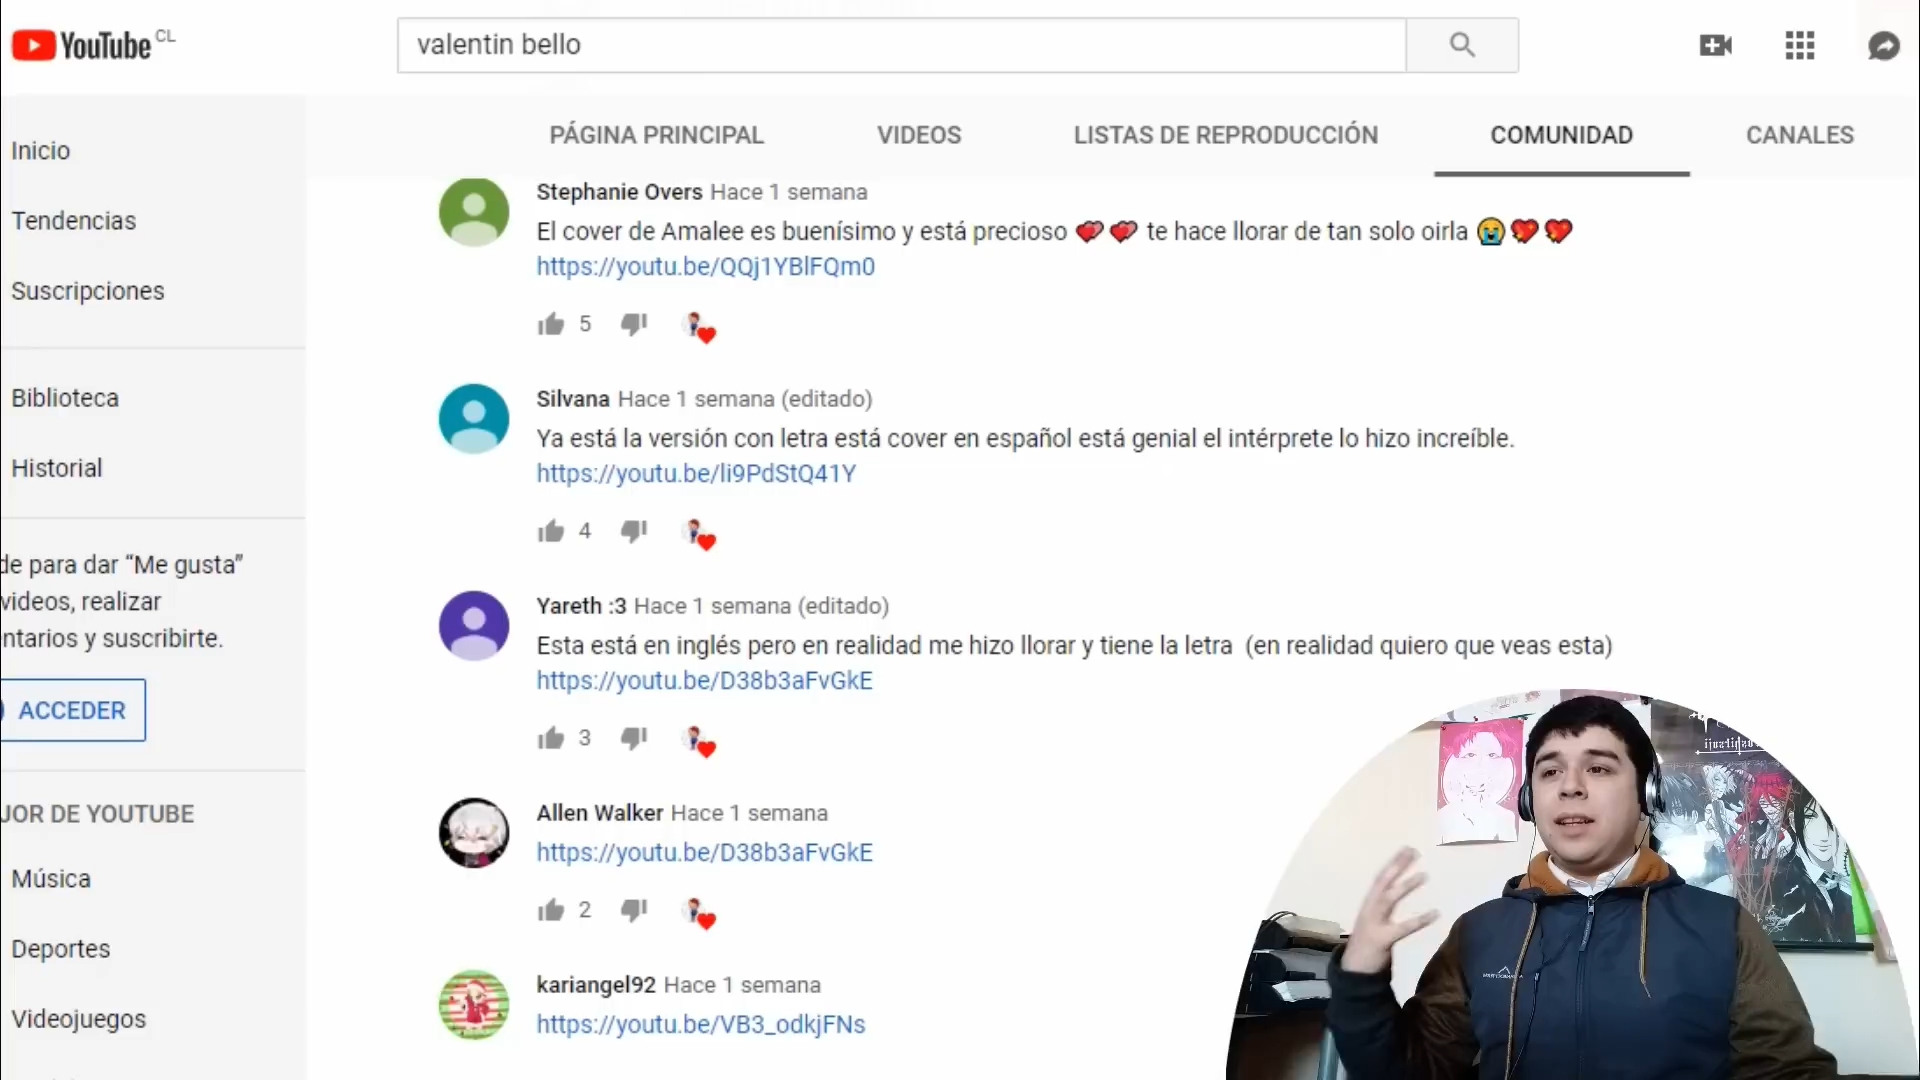 YouTube CL
valentin bello
PÁGINA PRINCIPAL
VIDEOS
LISTAS DE REPRODUCCIÓN
COMUNIDAD
CANALES
Inicio
Tendencias
Suscripciones
Biblioteca
Historial
de para dar “Me gusta”
videos, realizar
ntarios y suscribirte.
ACCEDER
JOR DE YOUTUBE
Música
Deportes
Videojuegos
Stephanie Overs Hace 1 semana
El cover de Amalee es buenísimo y está precioso 💕💕 te hace llorar de tan solo oirla 😭💖💖
https://youtu.be/QQj1YBlFQm0
5
Silvana Hace 1 semana (editado)
Ya está la versión con letra está cover en español está genial el intérprete lo hizo increíble.
https://youtu.be/li9PdStQ41Y
4
Yareth :3 Hace 1 semana (editado)
Esta está en inglés pero en realidad me hizo llorar y tiene la letra (en realidad quiero que veas esta)
https://youtu.be/D38b3aFvGkE
3
Allen Walker Hace 1 semana
https://youtu.be/D38b3aFvGkE
2
kariangel92 Hace 1 semana
https://youtu.be/VB3_odkjFNs